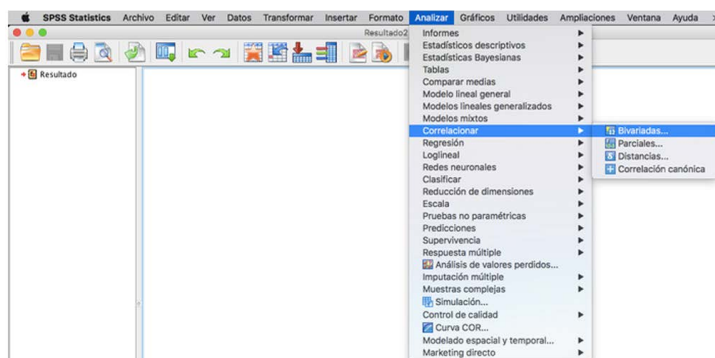 SPSS Statistics Archivo Editar Ver Datos Transformar Insertar Formato Analizar Gráficos Utilidades Ampliaciones Ventana Ayuda
Resultado2
Resultado
Informes
Estadísticos descriptivos
Estadísticas Bayesianas
Tablas
Comparar medias
Modelo lineal general
Modelos lineales generalizados
Modelos mixtos
Correlacionar
Bivariadas...
Parciales...
Distancias...
Correlación canónica
Regresión
Loglineal
Redes neuronales
Clasificar
Reducción de dimensiones
Escala
Pruebas no paramétricas
Predicciones
Supervivencia
Respuesta múltiple
Análisis de valores perdidos...
Imputación múltiple
Muestras complejas
Simulación...
Control de calidad
Curva COR...
Modelado espacial y temporal...
Marketing directo